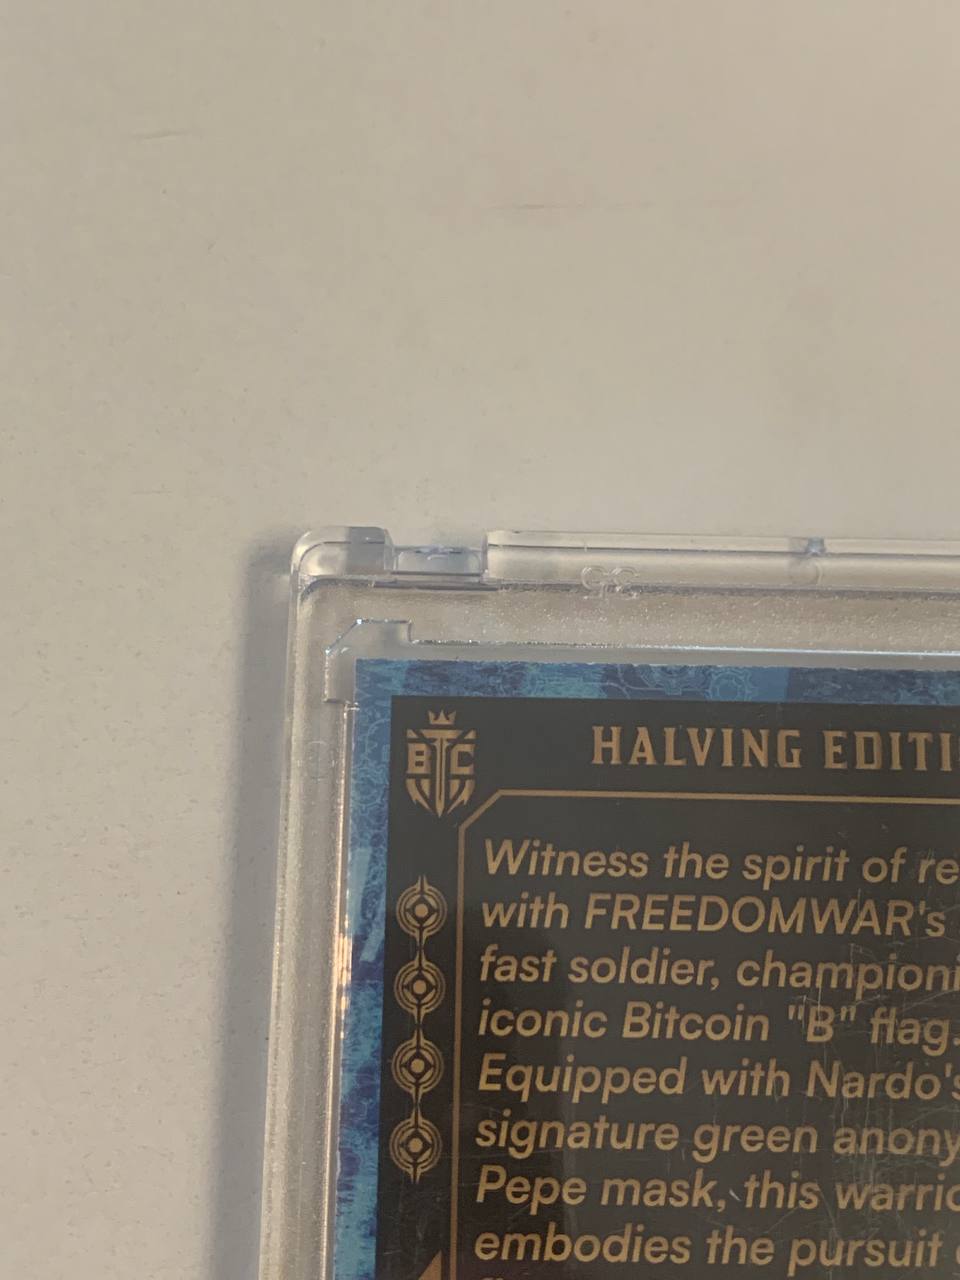 BTC
HALVING EDITI
Witness the spirit of re
with FREEDOMWAR's
fast soldier, championi
iconic Bitcoin "B" flag.
Equipped with Nardo's
signature green anony
Pepe mask, this warrio
embodies the pursuit